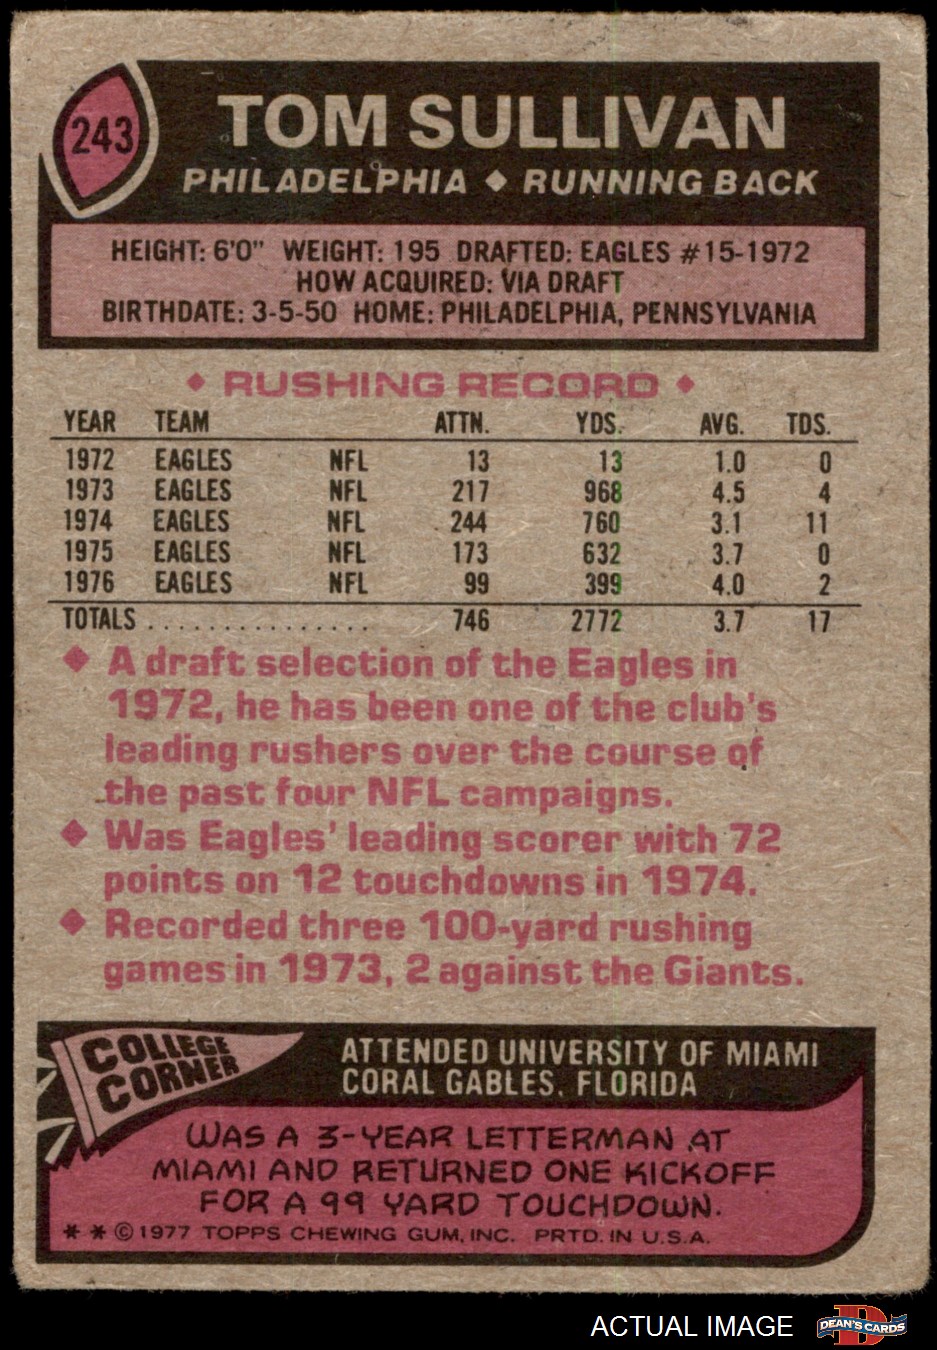 243
TOM SULLIVAN
PHILADELPHIA ◆ RUNNING BACK
HEIGHT: 6'0" WEIGHT: 195 DRAFTED: EAGLES #15-1972
HOW ACQUIRED: VIA DRAFT
BIRTHDATE: 3-5-50 HOME: PHILADELPHIA, PENNSYLVANIA
◆ RUSHING RECORD ◆
YEAR TEAM ATTN. YDS. AVG. TDS.
1972 EAGLES NFL 13 13 1.0 0
1973 EAGLES NFL 217 968 4.5 4
1974 EAGLES NFL 244 760 3.1 11
1975 EAGLES NFL 173 632 3.7 0
1976 EAGLES NFL 99 399 4.0 2
TOTALS . . . . . . . . . . . . . . . 746 2772 3.7 17
◆ A draft selection of the Eagles in
1972, he has been one of the club's
leading rushers over the course of
the past four NFL campaigns.
◆ Was Eagles' leading scorer with 72
points on 12 touchdowns in 1974.
◆ Recorded three 100-yard rushing
games in 1973, 2 against the Giants.
COLLEGE
CORNER
ATTENDED UNIVERSITY OF MIAMI
CORAL GABLES, FLORIDA
WAS A 3-YEAR LETTERMAN AT
MIAMI AND RETURNED ONE KICKOFF
FOR A 99 YARD TOUCHDOWN.
* * © 1977 TOPPS CHEWING GUM, INC. PRTD. IN U.S.A.
ACTUAL IMAGE
D
DEAN'S CARDS